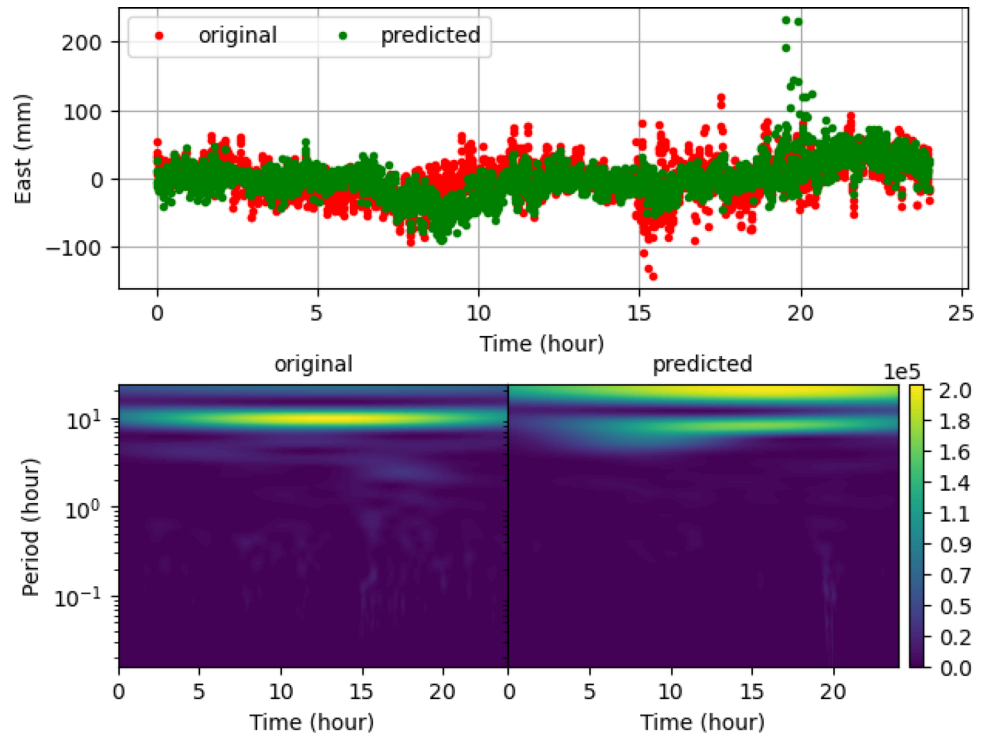 original predicted
200
100
0
−100
East (mm)
0 5 10 15 20 25
Time (hour)
original predicted
1e5
10¹
10⁰
10⁻¹
Period (hour)
2.0
1.8
1.6
1.4
1.1
0.9
0.7
0.5
0.2
0.0
0 5 10 15 20 0 5 10 15 20
Time (hour) Time (hour)